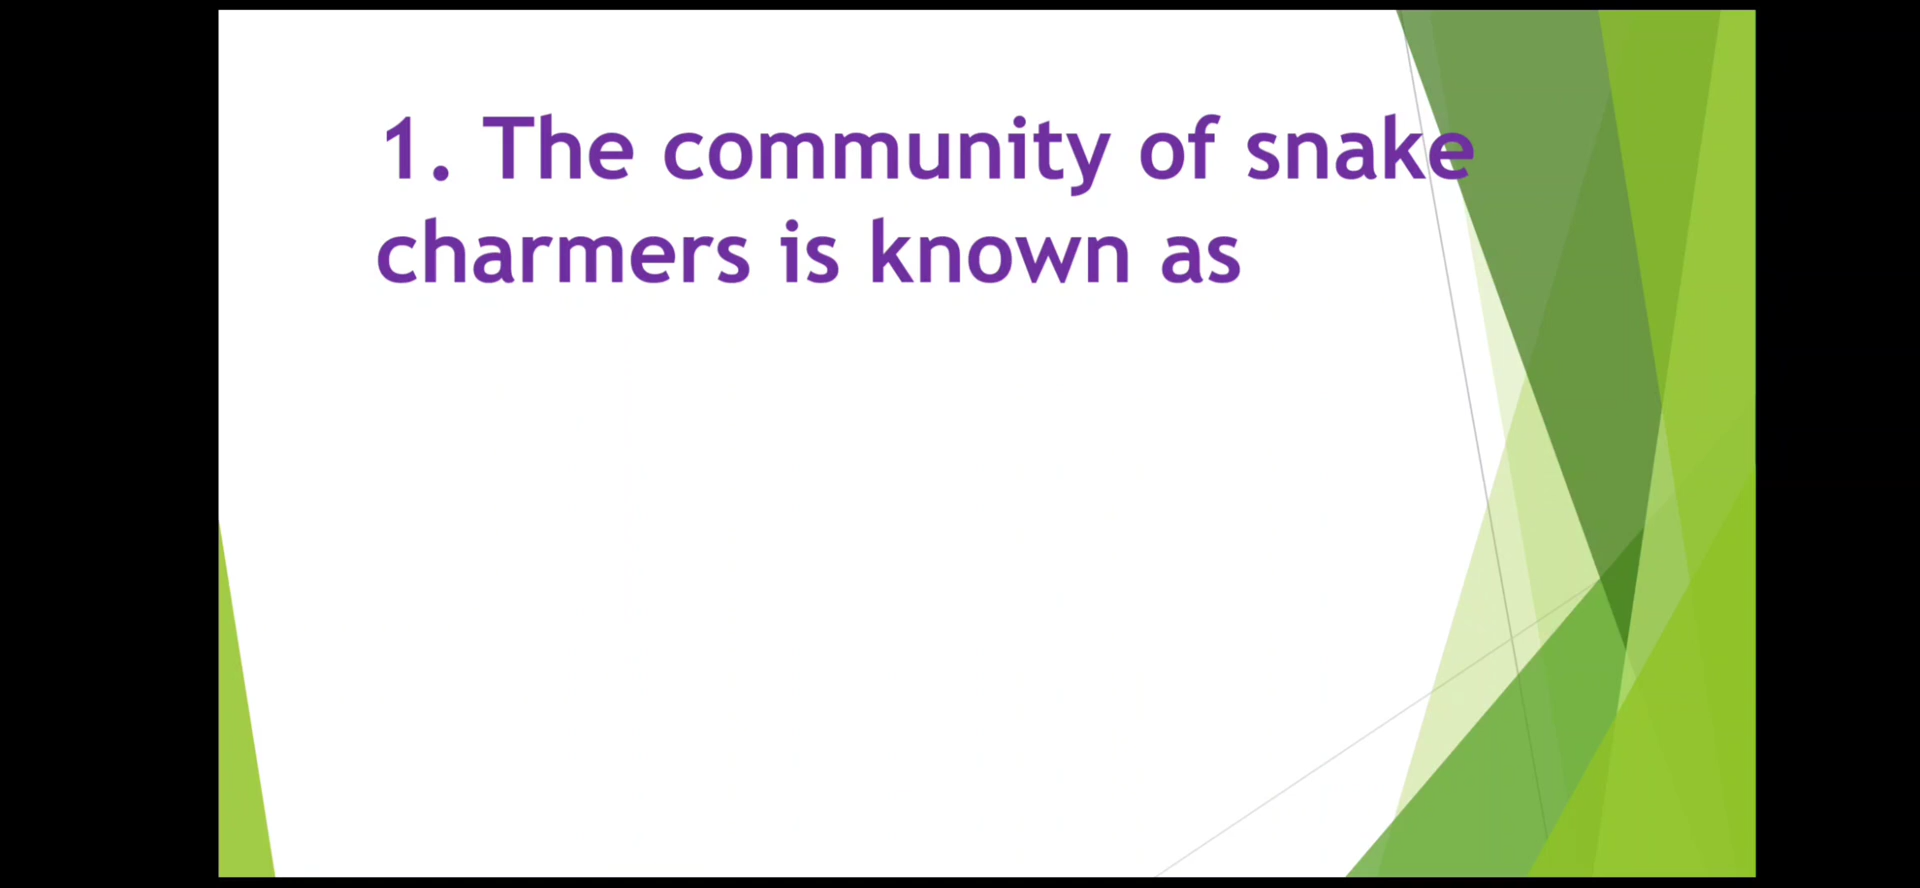 1. The community of snake
charmers is known as